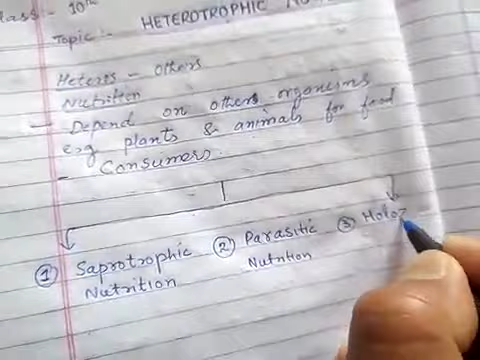 Class :- 10th
Topic :- HETEROTROPHIC
Heteros - others
Nutrition
- Depend on others organisms
e.g plants & animals for food
- Consumers.
① Saprotrophic Nutrition
② Parasitic Nutrition
③ Holoz